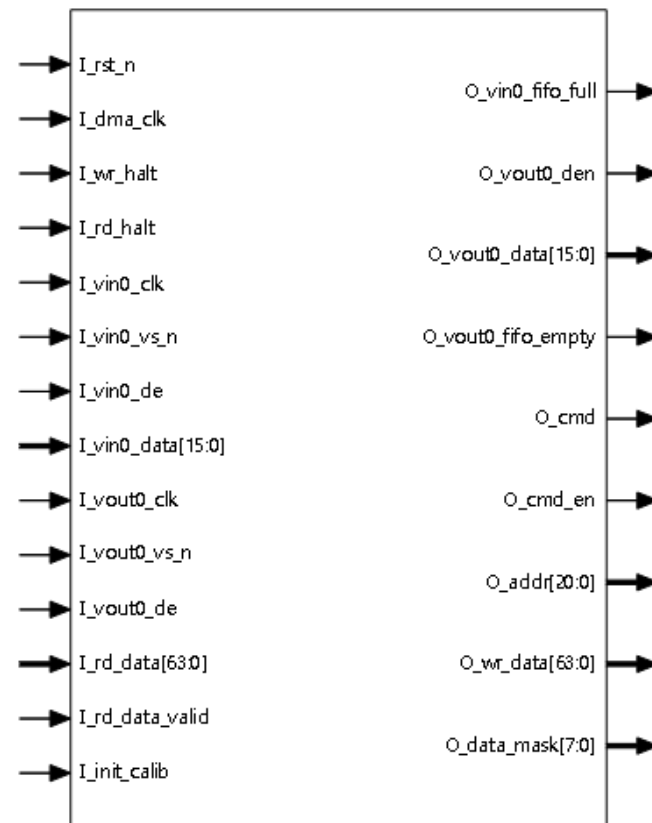 I_rst_n
I_dma_clk
I_wr_halt
I_rd_halt
I_vin0_clk
I_vin0_vs_n
I_vin0_de
I_vin0_data[15:0]
I_vout0_clk
I_vout0_vs_n
I_vout0_de
I_rd_data[63:0]
I_rd_data_valid
I_init_calib
O_vin0_fifo_full
O_vout0_den
O_vout0_data[15:0]
O_vout0_fifo_empty
O_cmd
O_cmd_en
O_addr[20:0]
O_wr_data[63:0]
O_data_mask[7:0]